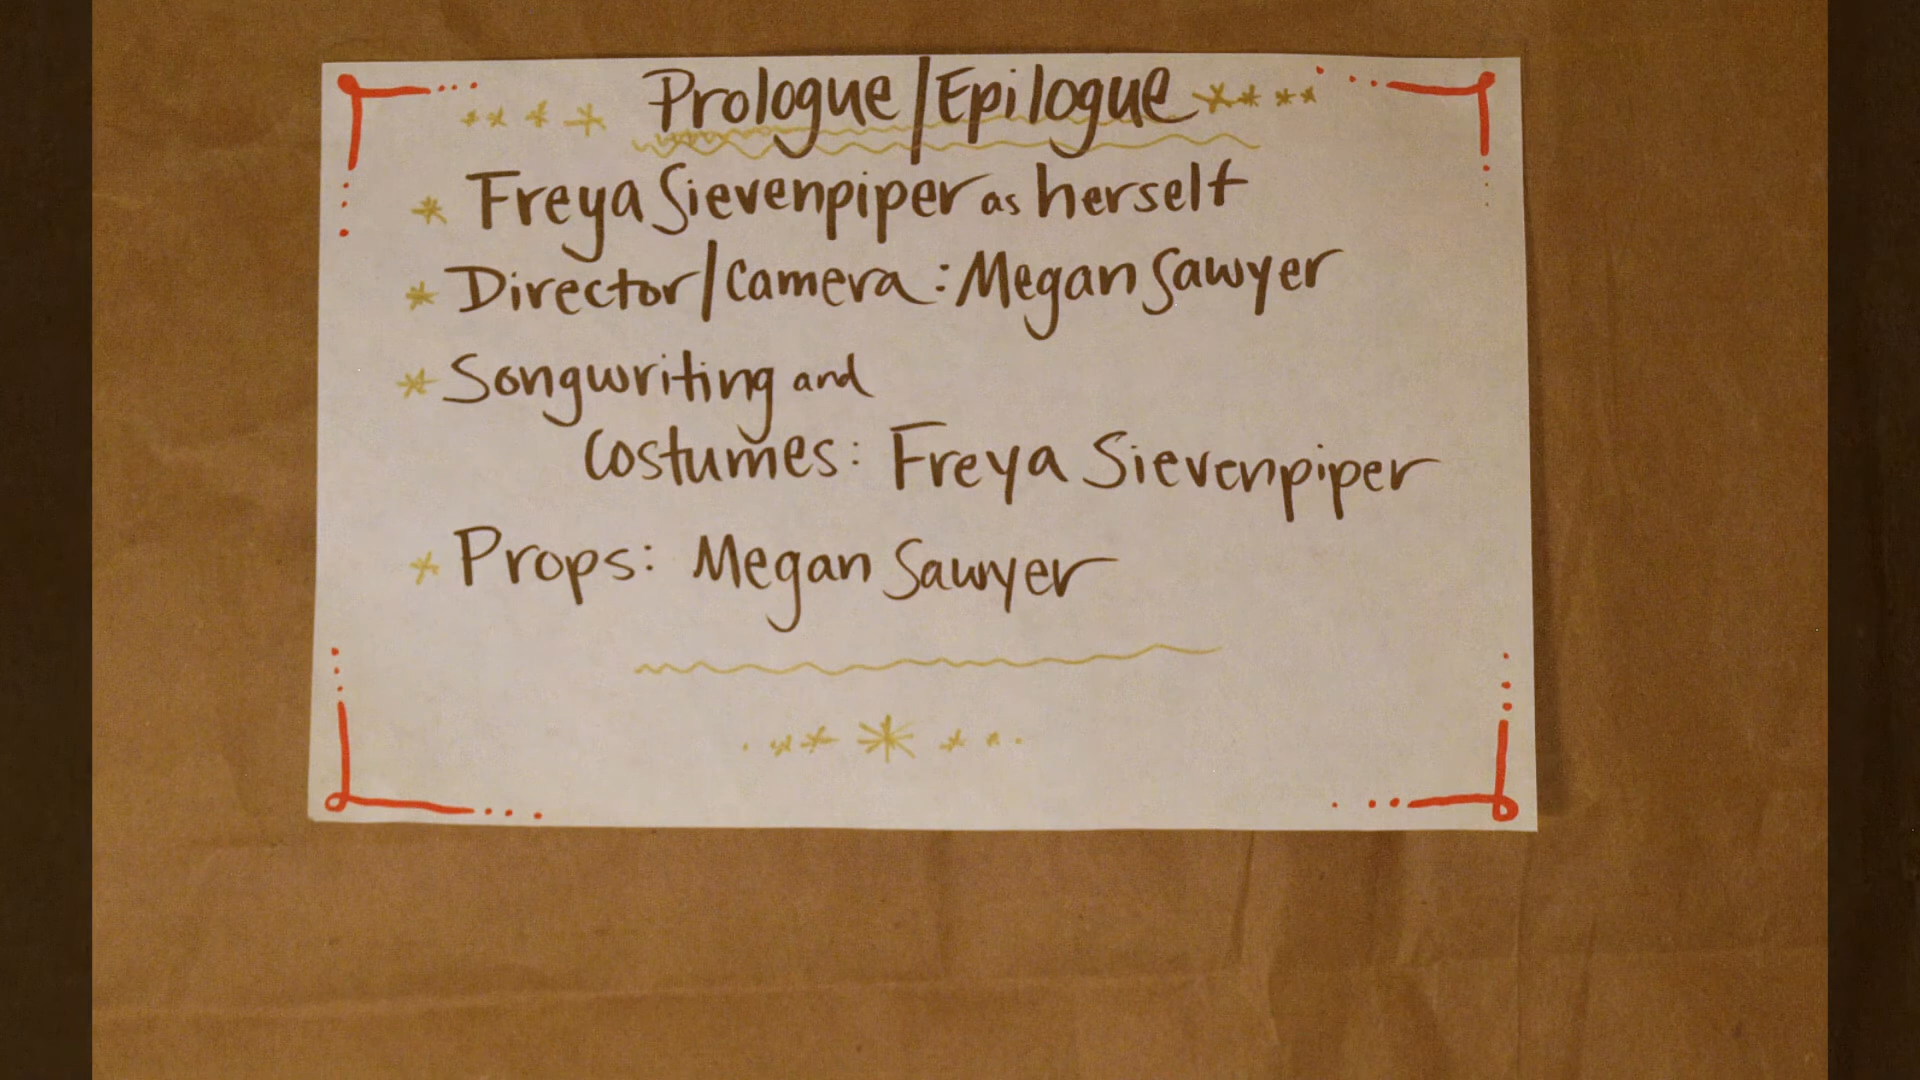 Prologue/Epilogue
* Freya Sievenpiper as herself
* Director/Camera: Megan Sawyer
* Songwriting and
Costumes: Freya Sievenpiper
* Props: Megan Sawyer